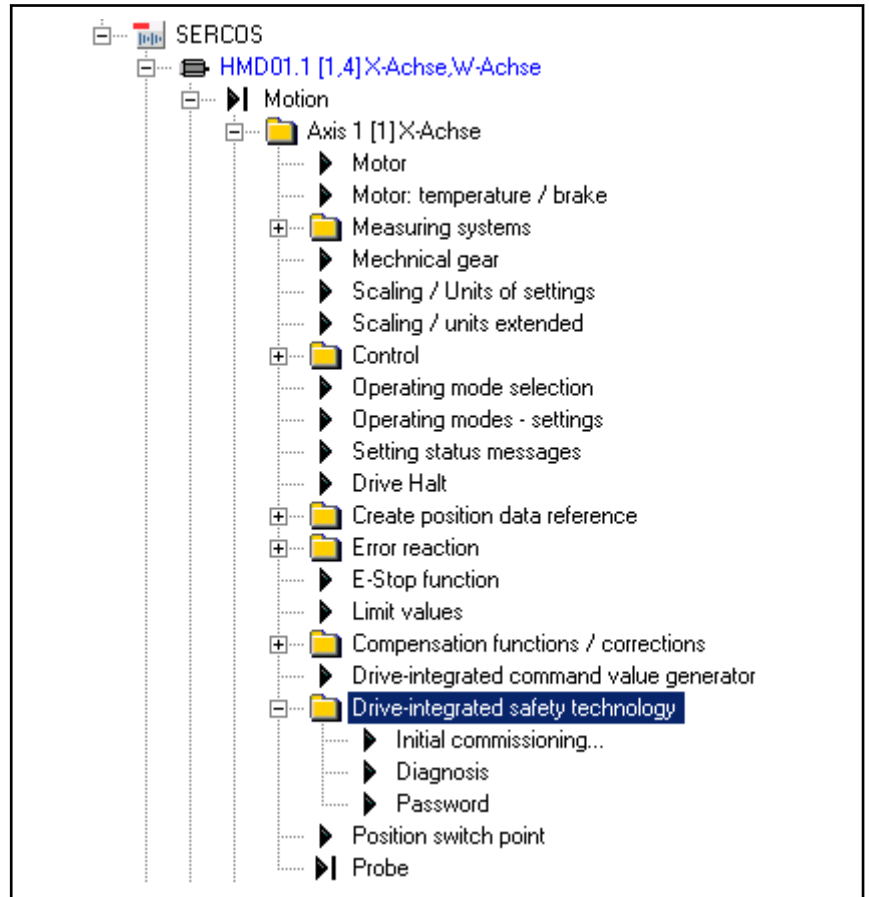 SERCOS
HMD01.1 [1,4] X-Achse,W-Achse
Motion
Axis 1 [1] X-Achse
Motor
Motor: temperature / brake
Measuring systems
Mechnical gear
Scaling / Units of settings
Scaling / units extended
Control
Operating mode selection
Operating modes - settings
Setting status messages
Drive Halt
Create position data reference
Error reaction
E-Stop function
Limit values
Compensation functions / corrections
Drive-integrated command value generator
Drive-integrated safety technology
Initial commissioning...
Diagnosis
Password
Position switch point
Probe